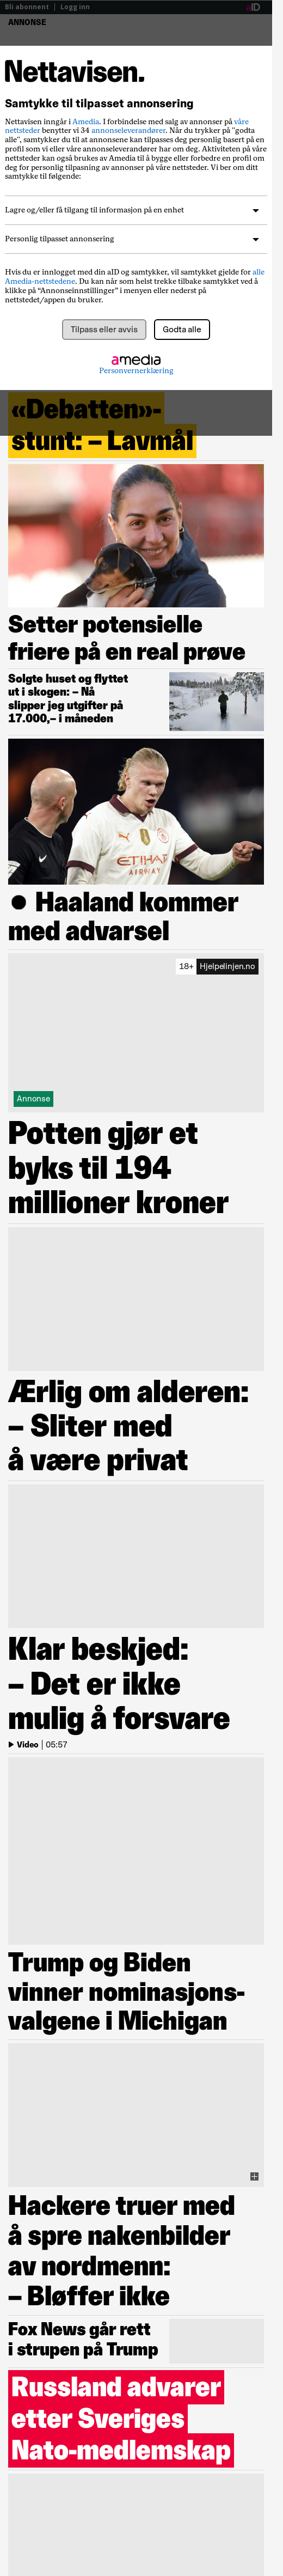 Bli abonnent | Logg inn
aID
ANNONSE
Nettavisen.
Samtykke til tilpasset annonsering
Nettavisen inngår i Amedia. I forbindelse med salg av annonser på våre
nettsteder benytter vi 34 annonseleverandører. Når du trykker på "godta
alle", samtykker du til at annonsene kan tilpasses deg personlig basert på en
profil som vi eller våre annonseleverandører har om deg. Aktiviteten på våre
nettsteder kan også brukes av Amedia til å bygge eller forbedre en profil om
deg for personlig tilpasning av annonser på våre nettsteder. Vi ber om ditt
samtykke til følgende:
Lagre og/eller få tilgang til informasjon på en enhet
Personlig tilpasset annonsering
Hvis du er innlogget med din aID og samtykker, vil samtykket gjelde for alle
Amedia-nettstedene. Du kan når som helst trekke tilbake samtykket ved å
klikke på “Annonseinnstillinger” i menyen eller nederst på
nettstedet/appen du bruker.
Tilpass eller avvis
Godta alle
amedia
Personvernerklæring
«Debatten»-
stunt: – Lavmål
Setter potensielle
friere på en real prøve
Solgte huset og flyttet
ut i skogen: – Nå
slipper jeg utgifter på
17.000,– i måneden
ETIHAD
AIRWAY
● Haaland kommer
med advarsel
18+ Hjelpelinjen.no
Annonse
Potten gjør et
byks til 194
millioner kroner
Ærlig om alderen:
– Sliter med
å være privat
Klar beskjed:
– Det er ikke
mulig å forsvare
Video | 05:57
Trump og Biden
vinner nominasjons-
valgene i Michigan
Hackere truer med
å spre nakenbilder
av nordmenn:
– Bløffer ikke
Fox News går rett
i strupen på Trump
Russland advarer
etter Sveriges
Nato-medlemskap